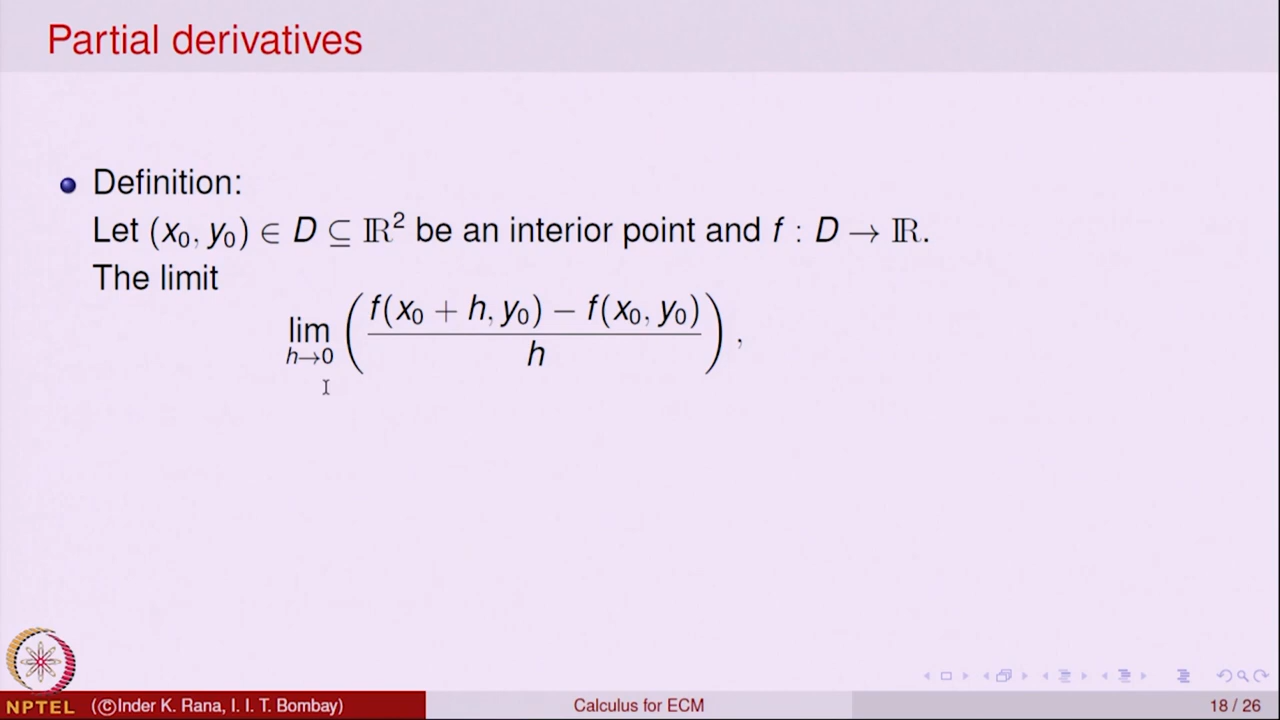 Partial derivatives
Definition:
Let (x₀, y₀) ∈ D ⊆ ℝ² be an interior point and f : D → ℝ.
The limit
lim_{h→0} ( (f(x₀ + h, y₀) − f(x₀, y₀)) / h ) ,
NPTEL (©Inder K. Rana, I. I. T. Bombay) Calculus for ECM 18 / 26